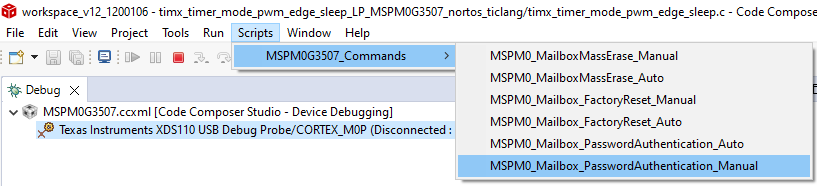 workspace_v12_1200106 - timx_timer_mode_pwm_edge_sleep_LP_MSPM0G3507_nortos_ticlang/timx_timer_mode_pwm_edge_sleep.c - Code Composer
File Edit View Project Tools Run Scripts Window Help
MSPM0G3507_Commands
MSPM0_MailboxMassErase_Manual
MSPM0_MailboxMassErase_Auto
MSPM0_Mailbox_FactoryReset_Manual
MSPM0_Mailbox_FactoryReset_Auto
MSPM0_Mailbox_PasswordAuthentication_Auto
MSPM0_Mailbox_PasswordAuthentication_Manual
Debug
MSPM0G3507.ccxml [Code Composer Studio - Device Debugging]
Texas Instruments XDS110 USB Debug Probe/CORTEX_M0P (Disconnected :